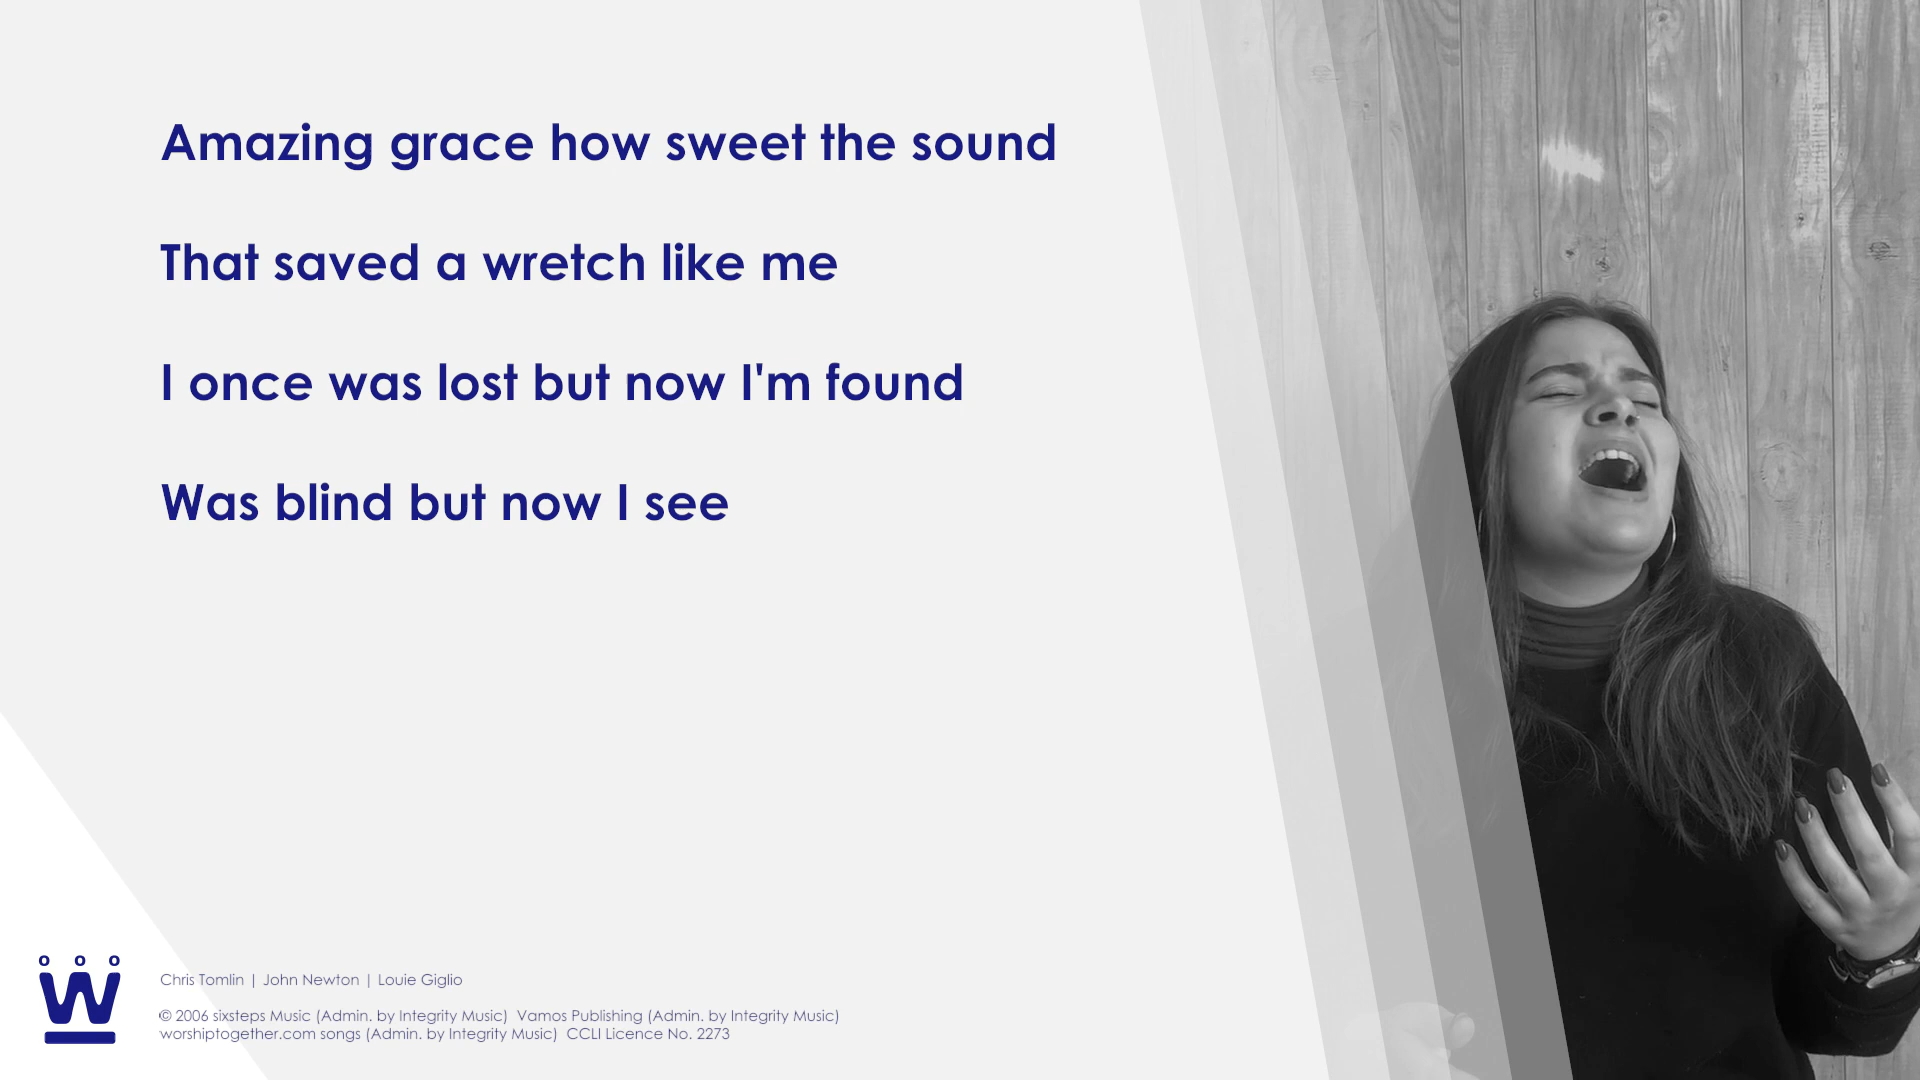 Amazing grace how sweet the sound
That saved a wretch like me
I once was lost but now I'm found
Was blind but now I see
W
Chris Tomlin | John Newton | Louie Giglio
© 2006 sixsteps Music (Admin. by Integrity Music)  Vamos Publishing (Admin. by Integrity Music)
worshiptogether.com songs (Admin. by Integrity Music)  CCLI Licence No. 2273